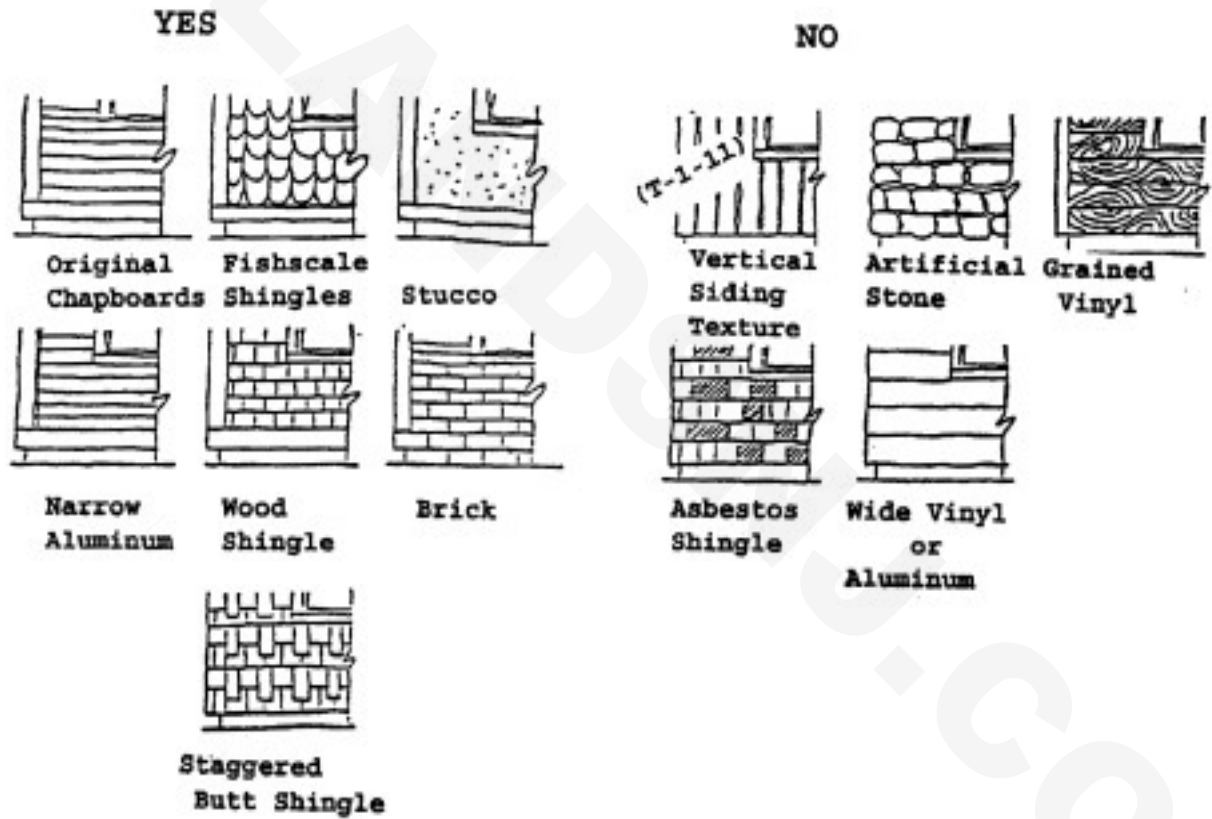 YES
NO
Original
Chapboards
Fishscale
Shingles
Stucco
(T-1-11)
Vertical
Siding
Texture
Artificial
Stone
Grained
Vinyl
Narrow
Aluminum
Wood
Shingle
Brick
Asbestos
Shingle
Wide Vinyl
or
Aluminum
Staggered
Butt Shingle